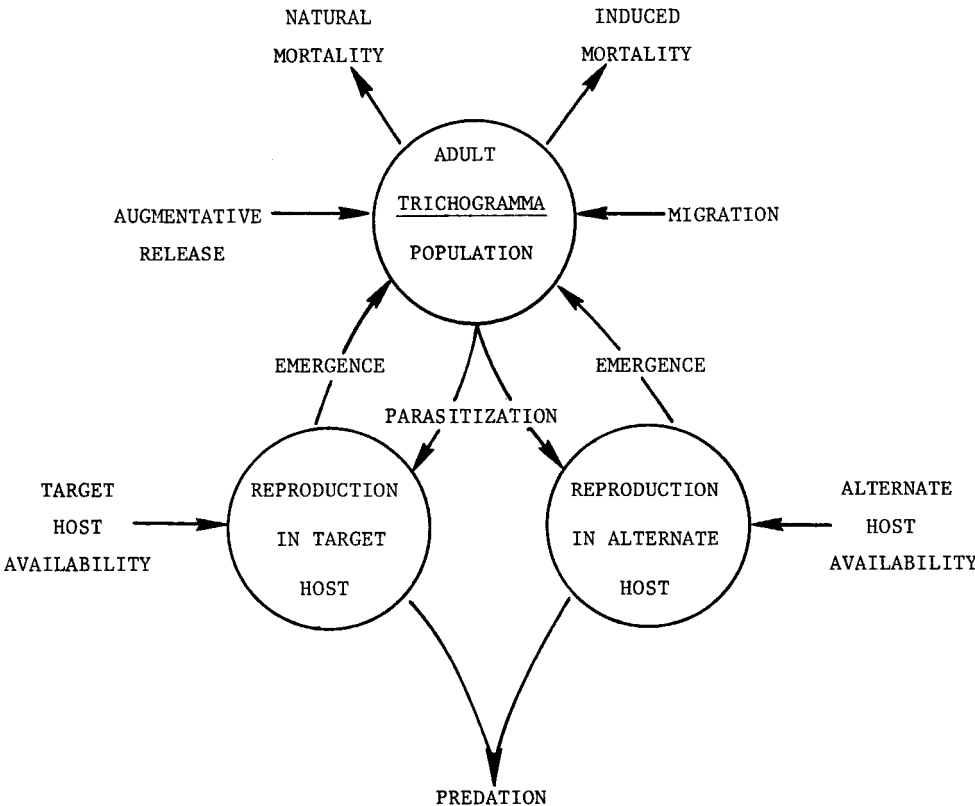 NATURAL
MORTALITY
INDUCED
MORTALITY
ADULT
TRICHOGRAMMA
POPULATION
AUGMENTATIVE
RELEASE
MIGRATION
EMERGENCE
EMERGENCE
PARASITIZATION
TARGET
HOST
AVAILABILITY
REPRODUCTION
IN TARGET
HOST
REPRODUCTION
IN ALTERNATE
HOST
ALTERNATE
HOST
AVAILABILITY
PREDATION